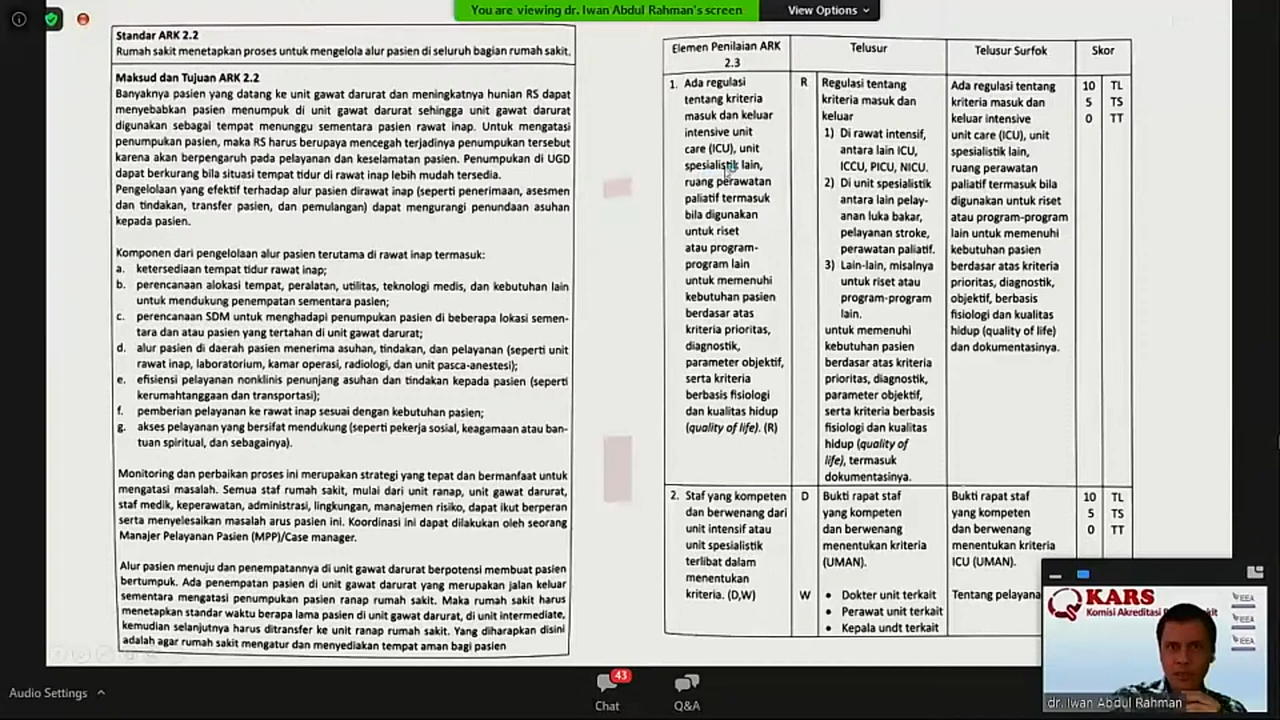 You are viewing dr. Iwan Abdul Rahman's screen
View Options
Standar ARK 2.2
Rumah sakit menetapkan proses untuk mengelola alur pasien di seluruh bagian rumah sakit.
Maksud dan Tujuan ARK 2.2
Banyaknya pasien yang datang ke unit gawat darurat dan meningkatnya hunian RS dapat
menyebabkan pasien menumpuk di unit gawat darurat sehingga unit gawat darurat
digunakan sebagai tempat menunggu sementara pasien rawat inap. Untuk mengatasi
penumpukan pasien, maka RS harus berupaya mencegah terjadinya penumpukan tersebut
karena akan berpengaruh pada pelayanan dan keselamatan pasien. Penumpukan di UGD
dapat berkurang bila situasi tempat tidur di rawat inap lebih mudah tersedia.
Pengelolaan yang efektif terhadap alur pasien dirawat inap (seperti penerimaan, asesmen
dan tindakan, transfer pasien, dan pemulangan) dapat mengurangi penundaan asuhan
kepada pasien.
Komponen dari pengelolaan alur pasien terutama di rawat inap termasuk:
a. ketersediaan tempat tidur rawat inap;
b. perencanaan alokasi tempat, peralatan, utilitas, teknologi medis, dan kebutuhan lain
untuk mendukung penempatan sementara pasien;
c. perencanaan SDM untuk menghadapi penumpukan pasien di beberapa lokasi semen-
tara dan atau pasien yang tertahan di unit gawat darurat;
d. alur pasien di daerah pasien menerima asuhan, tindakan, dan pelayanan (seperti unit
rawat inap, laboratorium, kamar operasi, radiologi, dan unit pasca-anestesi);
e. efisiensi pelayanan nonklinis penunjang asuhan dan tindakan kepada pasien (seperti
kerumahtanggaan dan transportasi);
f. pemberian pelayanan ke rawat inap sesuai dengan kebutuhan pasien;
g. akses pelayanan yang bersifat mendukung (seperti pekerja sosial, keagamaan atau ban-
tuan spiritual, dan sebagainya).
Monitoring dan perbaikan proses ini merupakan strategi yang tepat dan bermanfaat untuk
mengatasi masalah. Semua staf rumah sakit, mulai dari unit ranap, unit gawat darurat,
staf medik, keperawatan, administrasi, lingkungan, manajemen risiko, dapat ikut berperan
serta menyelesaikan masalah arus pasien ini. Koordinasi ini dapat dilakukan oleh seorang
Manajer Pelayanan Pasien (MPP)/Case manager.
Alur pasien menuju dan penempatannya di unit gawat darurat berpotensi membuat pasien
bertumpuk. Ada penempatan pasien di unit gawat darurat yang merupakan jalan keluar
sementara mengatasi penumpukan pasien ranap rumah sakit. Maka rumah sakit harus
menetapkan standar waktu berapa lama pasien di unit gawat darurat, di unit intermediate,
kemudian selanjutnya harus ditransfer ke unit ranap rumah sakit. Yang diharapkan disini
adalah agar rumah sakit mengatur dan menyediakan tempat aman bagi pasien
Elemen Penilaian ARK
2.3
Telusur
Telusur Surfok
Skor
1. Ada regulasi
tentang kriteria
masuk dan keluar
intensive unit
care (ICU), unit
spesialistik lain,
ruang perawatan
paliatif termasuk
bila digunakan
untuk riset
atau program-
program lain
untuk memenuhi
kebutuhan pasien
berdasar atas
kriteria prioritas,
diagnostik,
parameter objektif,
serta kriteria
berbasis fisiologi
dan kualitas hidup
(quality of life). (R)
R
Regulasi tentang
kriteria masuk dan
keluar
1) Di rawat intensif,
antara lain ICU,
ICCU, PICU, NICU.
2) Di unit spesialistik
antara lain pelay-
anan luka bakar,
pelayanan stroke,
perawatan paliatif.
3) Lain-lain, misalnya
untuk riset atau
program-program
lain.
untuk memenuhi
kebutuhan pasien
berdasar atas kriteria
prioritas, diagnostik,
parameter objektif,
serta kriteria berbasis
fisiologi dan kualitas
hidup (quality of
life), termasuk
dokumentasinya.
Ada regulasi tentang
kriteria masuk dan
keluar intensive
unit care (ICU), unit
spesialistik lain,
ruang perawatan
paliatif termasuk bila
digunakan untuk riset
atau program-program
lain untuk memenuhi
kebutuhan pasien
berdasar atas kriteria
prioritas, diagnostik,
objektif, berbasis
fisiologi dan kualitas
hidup (quality of life)
dan dokumentasinya.
10 TL
5 TS
0 TT
2. Staf yang kompeten
dan berwenang dari
unit intensif atau
unit spesialistik
terlibat dalam
menentukan
kriteria. (D,W)
D
Bukti rapat staf
yang kompeten
dan berwenang
menentukan kriteria
(UMAN).
W
• Dokter unit terkait
• Perawat unit terkait
• Kepala undt terkait
Bukti rapat staf
yang kompeten
dan berwenang
menentukan kriteria
ICU (UMAN).
Tentang pelayana
10 TL
5 TS
0 TT
KARS
Komisi Akreditasi
kit
IEEA
IEEA
IEEA
dr. Iwan Abdul Rahman
Audio Settings
43
Chat
Q&A